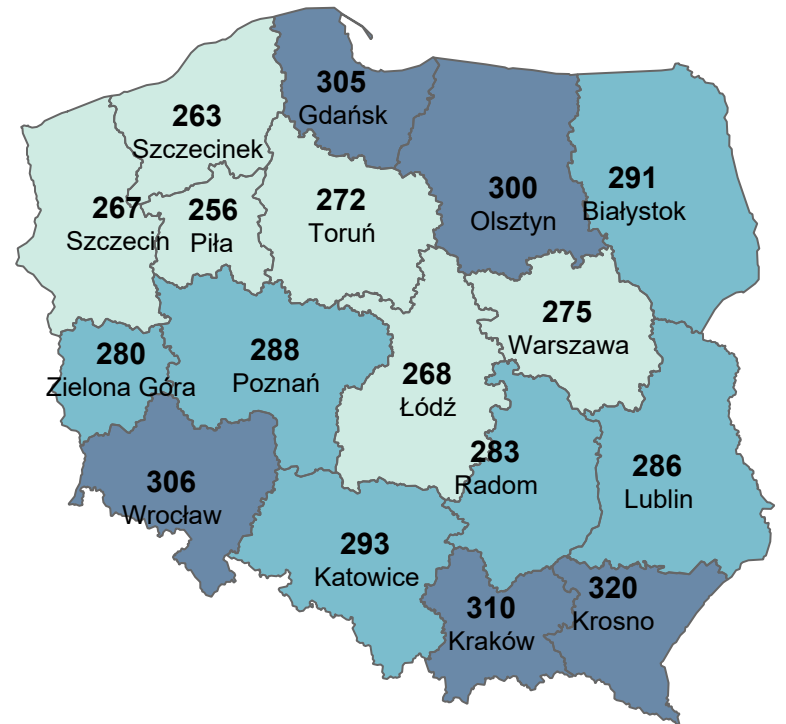 305
Gdańsk
263
Szczecinek
300
Olsztyn
291
Białystok
267
Szczecin
256
Piła
272
Toruń
275
Warszawa
280
Zielona Góra
288
Poznań
268
Łódź
283
Radom
286
Lublin
306
Wrocław
293
Katowice
310
Kraków
320
Krosno